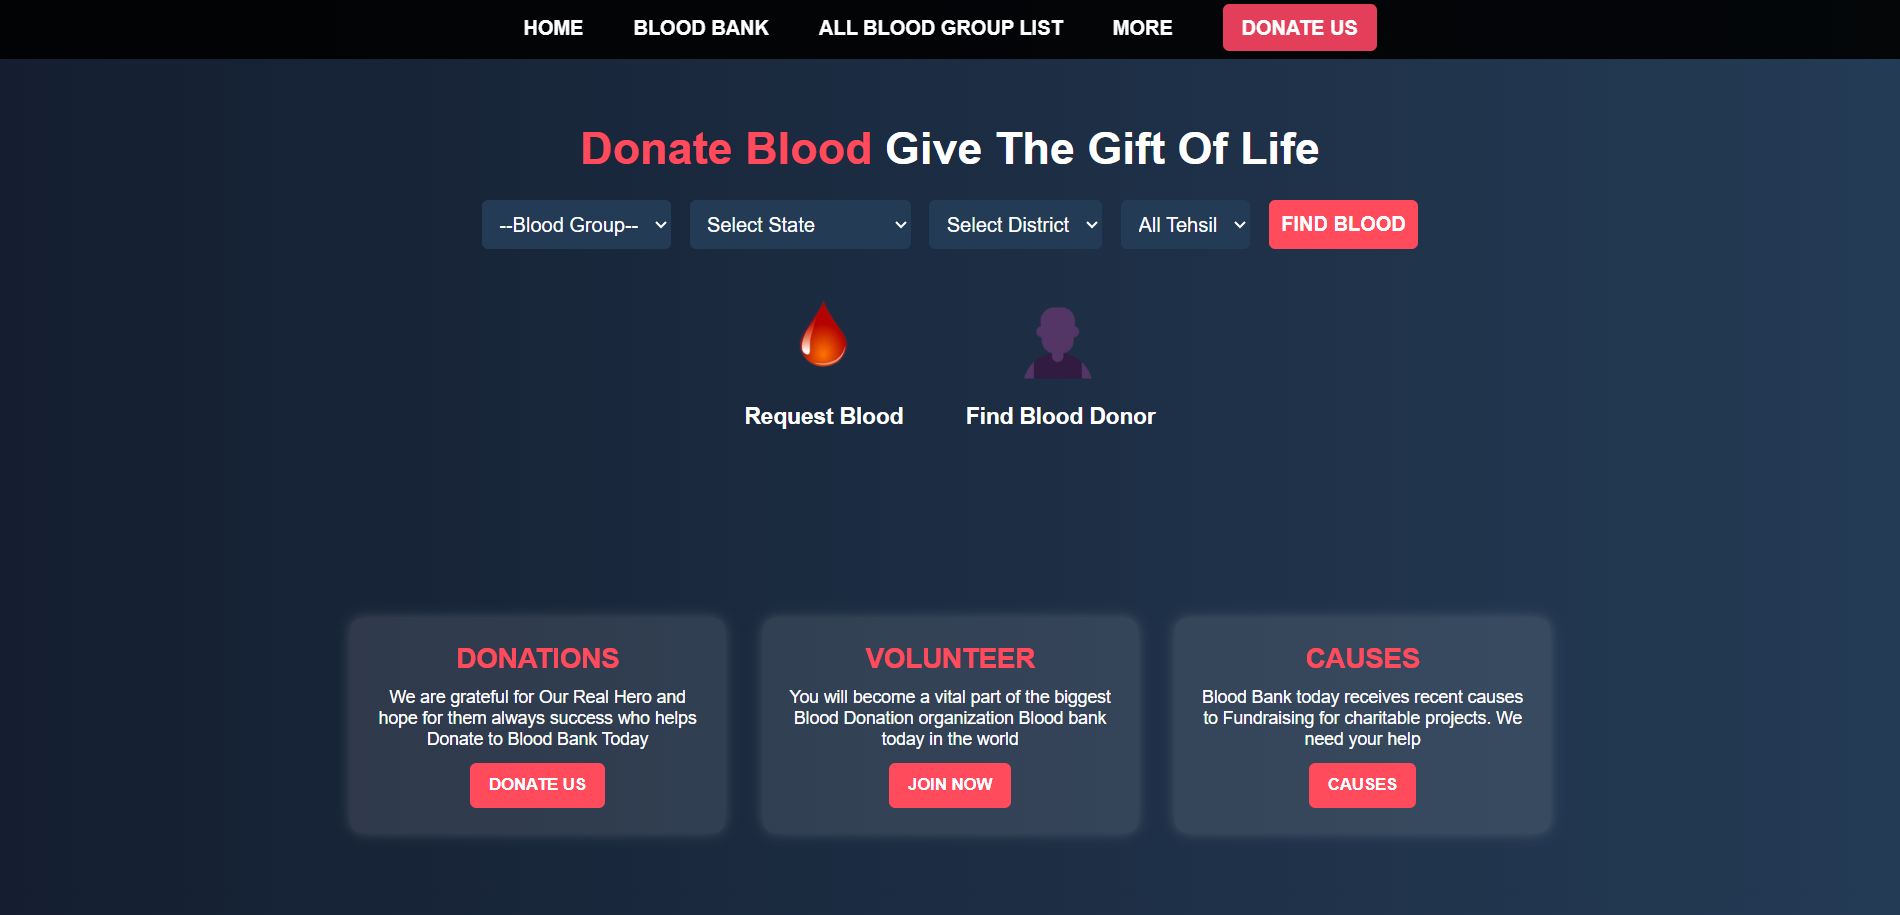 HOME BLOOD BANK ALL BLOOD GROUP LIST MORE DONATE US
Donate Blood Give The Gift Of Life
--Blood Group-- Select State Select District All Tehsil FIND BLOOD
Request Blood Find Blood Donor
DONATIONS
We are grateful for Our Real Hero and
hope for them always success who helps
Donate to Blood Bank Today
DONATE US
VOLUNTEER
You will become a vital part of the biggest
Blood Donation organization Blood bank
today in the world
JOIN NOW
CAUSES
Blood Bank today receives recent causes
to Fundraising for charitable projects. We
need your help
CAUSES